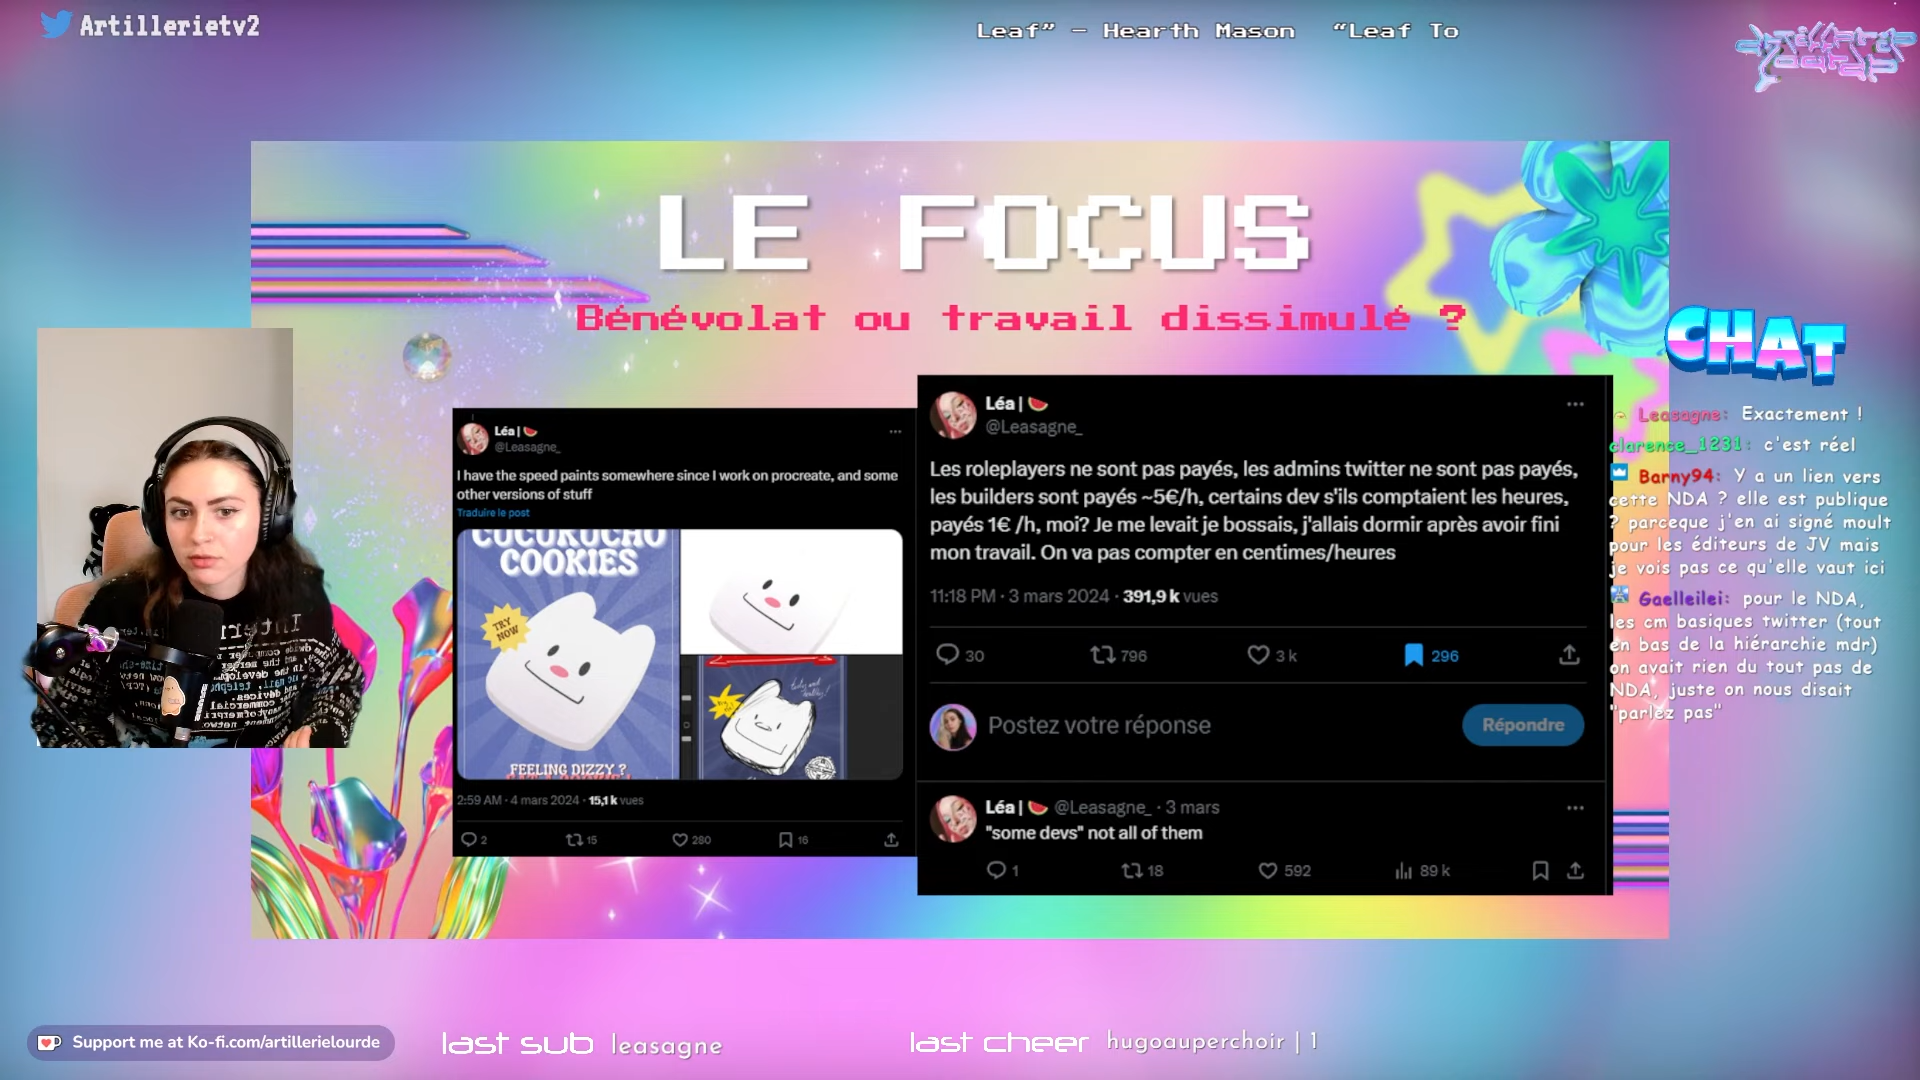 Artillerietv2
Leaf” – Hearth Mason “Leaf To
LE FOCUS
Bénévolat ou travail dissimulé ?
Léa |
@Leasagne_
I have the speed paints somewhere since I work on procreate, and some
other versions of stuff
Traduire le post
CUCURUCHO
COOKIES
TRY
NOW
FEELING DIZZY ?
2:59 AM · 4 mars 2024 · 15,1 k vues
2
15
280
16
Léa |
@Leasagne_
Les roleplayers ne sont pas payés, les admins twitter ne sont pas payés,
les builders sont payés ~5€/h, certains dev s'ils comptaient les heures,
payés 1€ /h, moi? Je me levait je bossais, j'allais dormir après avoir fini
mon travail. On va pas compter en centimes/heures
11:18 PM · 3 mars 2024 · 391,9 k vues
30
796
3 k
296
Postez votre réponse
Répondre
Léa | @Leasagne_ · 3 mars
"some devs" not all of them
1
18
592
89 k
CHAT
Leasagne: Exactement !
clarence_1231: c'est réel
Barny94: Y a un lien vers
cette NDA ? elle est publique
? parceque j'en ai signé moult
pour les éditeurs de JV mais
je vois pas ce qu'elle vaut ici
Gaelleilei: pour le NDA,
les cm basiques twitter (tout
en bas de la hiérarchie mdr)
on avait rien du tout pas de
NDA, juste on nous disait
"parlez pas"
Support me at Ko-fi.com/artillerielourde
last sub leasagne
last cheer hugoauperchoir | 1